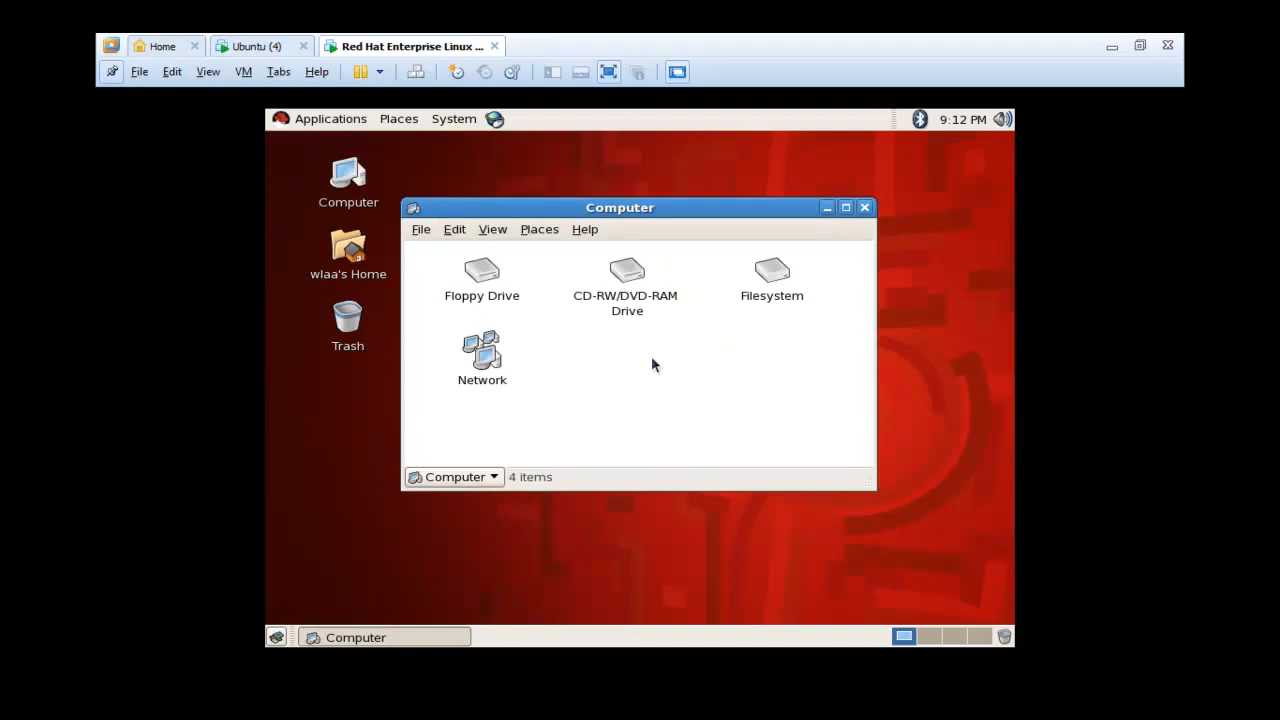 Home
Ubuntu (4)
Red Hat Enterprise Linux ...
File Edit View VM Tabs Help
Applications Places System
9:12 PM
Computer
wlaa's Home
Trash
Computer
File Edit View Places Help
Floppy Drive
CD-RW/DVD-RAM
Drive
Filesystem
Network
Computer
4 items
Computer